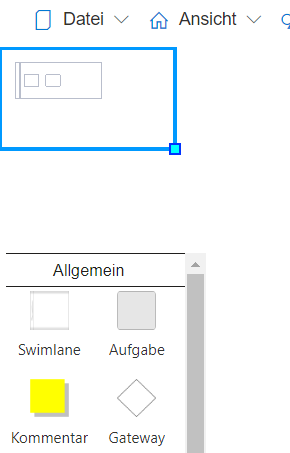 Datei Ansicht
Allgemein
Swimlane Aufgabe
Kommentar Gateway